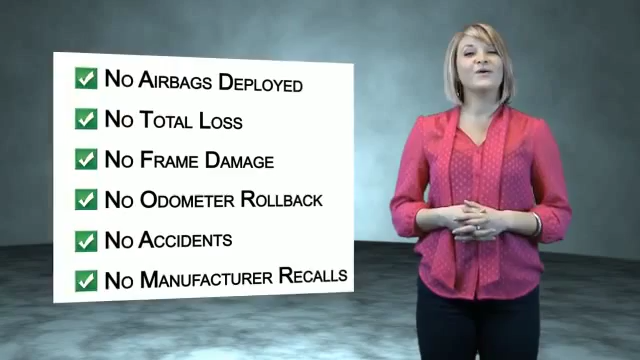 No Airbags Deployed
No Total Loss
No Frame Damage
No Odometer Rollback
No Accidents
No Manufacturer Recalls